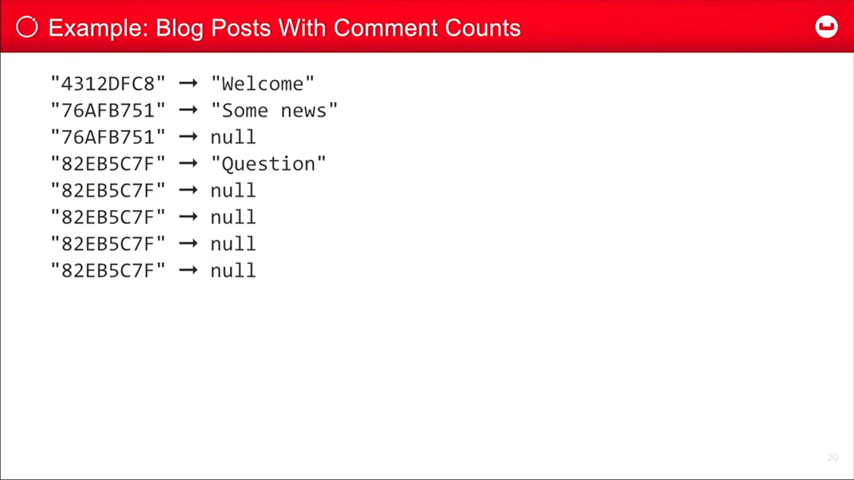 Example: Blog Posts With Comment Counts
"4312DFC8" → "Welcome"
"76AFB751" → "Some news"
"76AFB751" → null
"82EB5C7F" → "Question"
"82EB5C7F" → null
"82EB5C7F" → null
"82EB5C7F" → null
"82EB5C7F" → null
20